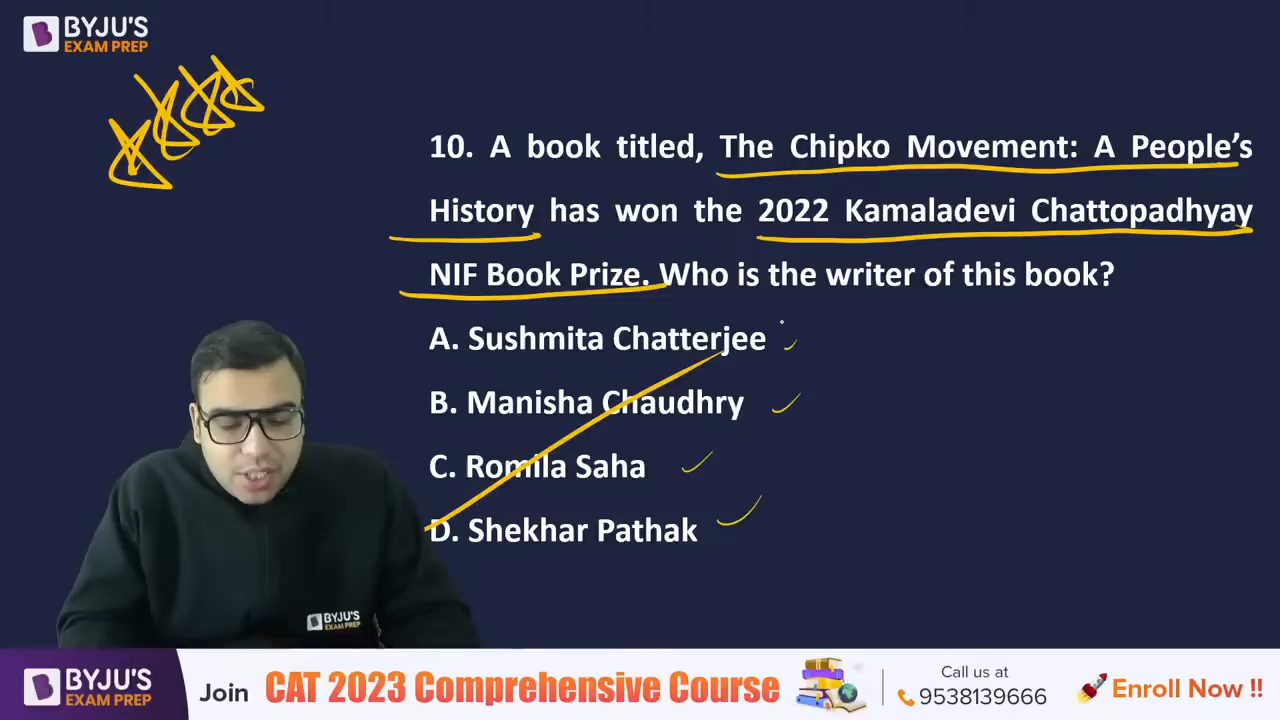 BYJU'S
EXAM PREP
10. A book titled, The Chipko Movement: A People's
History has won the 2022 Kamaladevi Chattopadhyay
NIF Book Prize. Who is the writer of this book?
A. Sushmita Chatterjee
B. Manisha Chaudhry
C. Romila Saha
D. Shekhar Pathak
BYJU'S
EXAM PREP
BYJU'S
EXAM PREP
Join CAT 2023 Comprehensive Course
Call us at
9538139666
Enroll Now !!